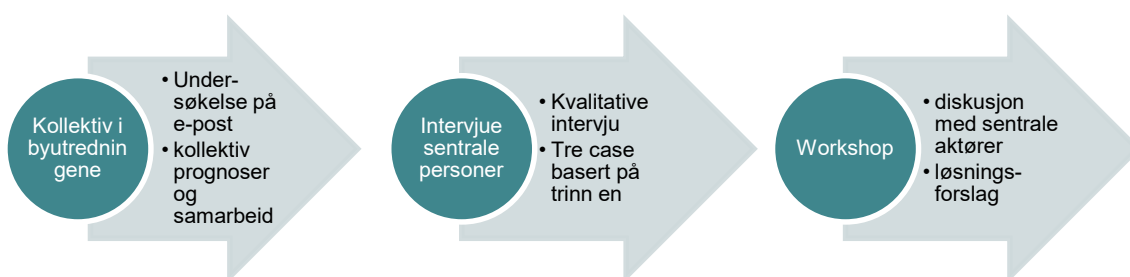 Kollektiv i
byutrednin
gene
• Under-
søkelse på
e-post
• kollektiv
prognoser
og
samarbeid
Intervjue
sentrale
personer
• Kvalitative
intervju
• Tre case
basert på
trinn en
Workshop
• diskusjon
med sentrale
aktører
• løsnings-
forslag